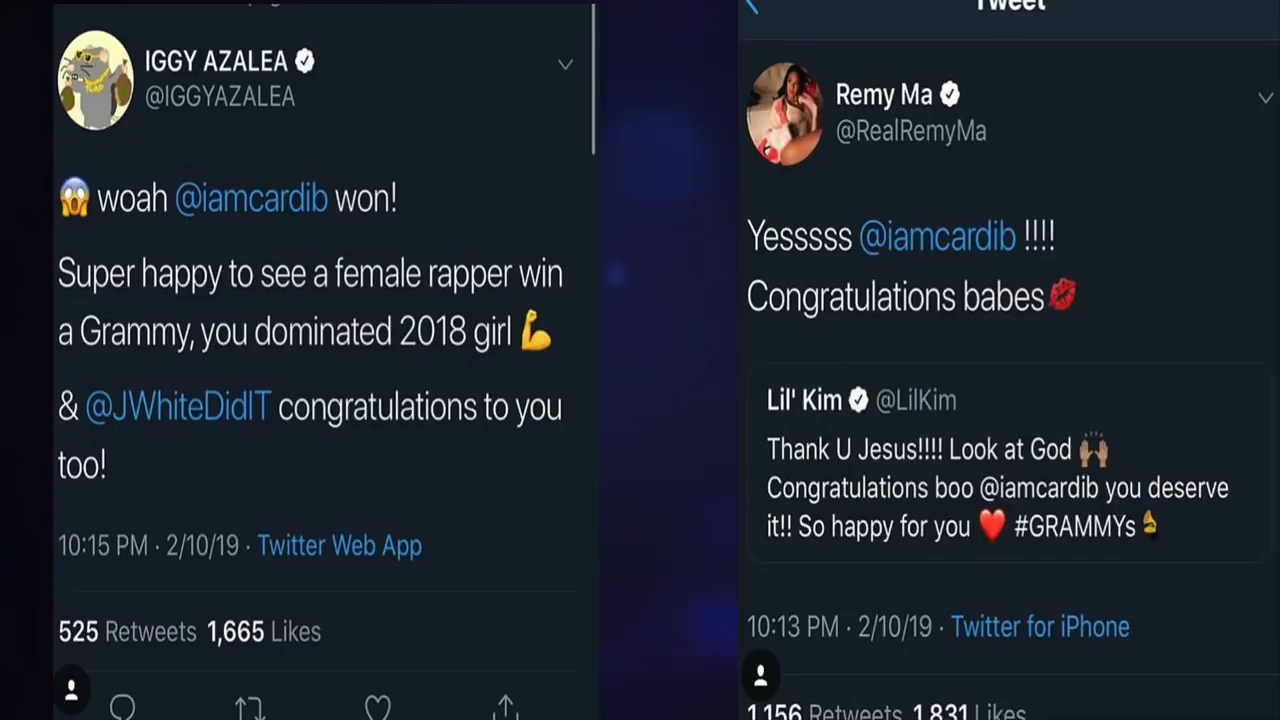 IGGY AZALEA
@IGGYAZALEA
😱 woah @iamcardib won!
Super happy to see a female rapper win
a Grammy, you dominated 2018 girl 💪
& @JWhiteDidIT congratulations to you
too!
10:15 PM · 2/10/19 · Twitter Web App
525 Retweets 1,665 Likes
Tweet
Remy Ma
@RealRemyMa
Yesssss @iamcardib !!!!
Congratulations babes💋
Lil' Kim @LilKim
Thank U Jesus!!!! Look at God 🙌🏽
Congratulations boo @iamcardib you deserve
it!! So happy for you ❤️ #GRAMMYs
10:13 PM · 2/10/19 · Twitter for iPhone
1,156 Retweets 1,831 Likes